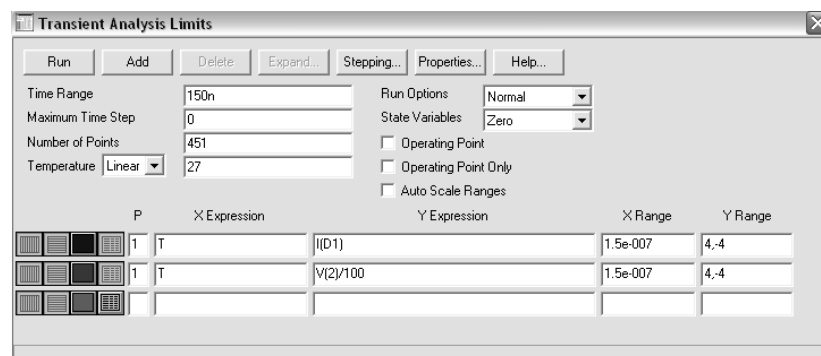 Transient Analysis Limits
Run Add Delete Expand... Stepping... Properties... Help...
Time Range 150n Run Options Normal
Maximum Time Step 0 State Variables Zero
Number of Points 451 Operating Point
Temperature Linear 27 Operating Point Only
Auto Scale Ranges
P X Expression Y Expression X Range Y Range
1 T I(D1) 1.5e-007 4,-4
1 T V(2)/100 1.5e-007 4,-4